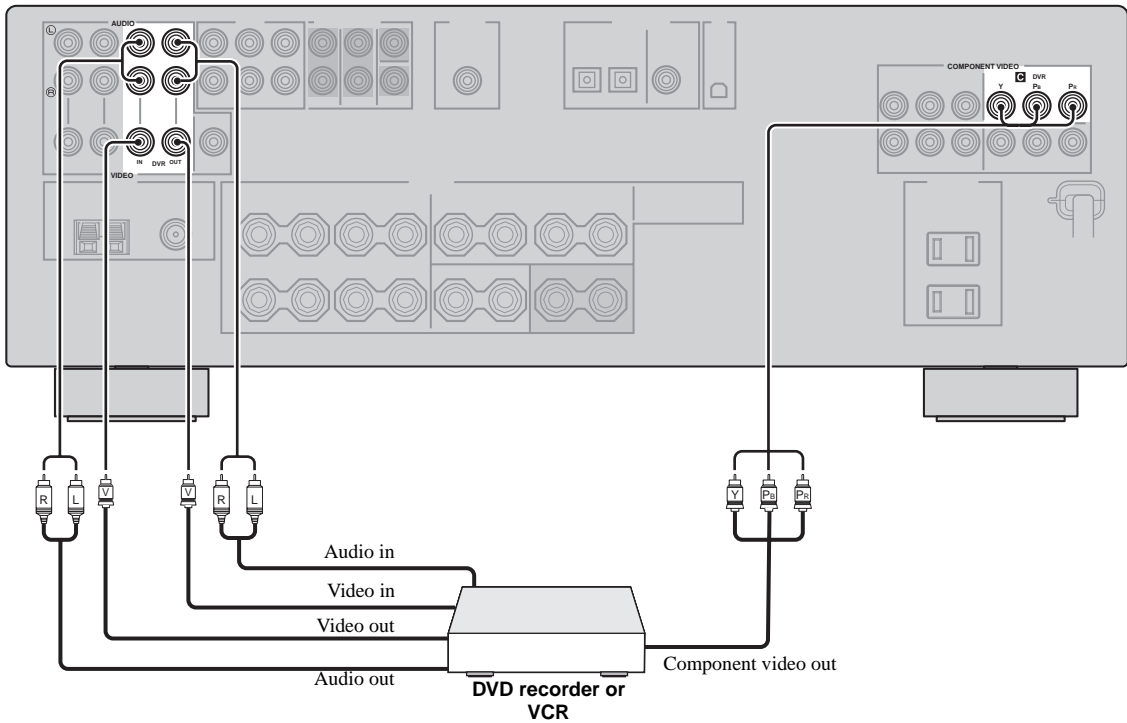 AUDIO
L
R
IN DVR OUT
VIDEO
COMPONENT VIDEO
C DVR
Y PB PR
R L V V R L
Y PB PR
Audio in
Video in
Video out
Audio out
Component video out
DVD recorder or
VCR